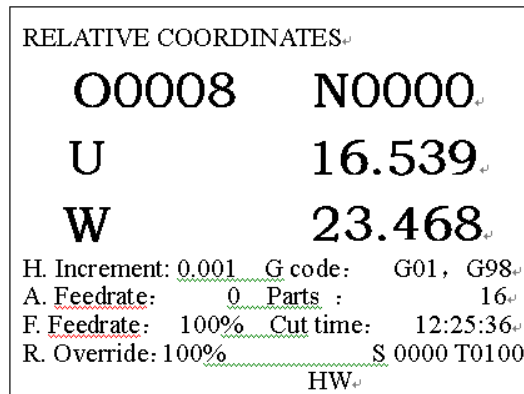 RELATIVE COORDINATES
O0008 N0000
U 16.539
W 23.468
H. Increment: 0.001 G code： G01，G98
A. Feedrate： 0 Parts ： 16
F. Feedrate： 100% Cut time： 12:25:36
R. Override：100% S 0000 T0100
HW